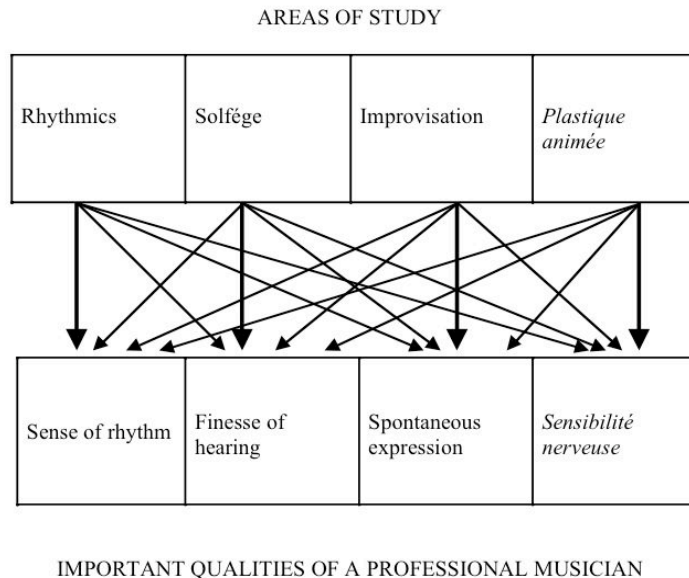 AREAS OF STUDY
Rhythmics
Solfége
Improvisation
Plastique
animée
Sense of rhythm
Finesse of
hearing
Spontaneous
expression
Sensibilité
nerveuse
IMPORTANT QUALITIES OF A PROFESSIONAL MUSICIAN